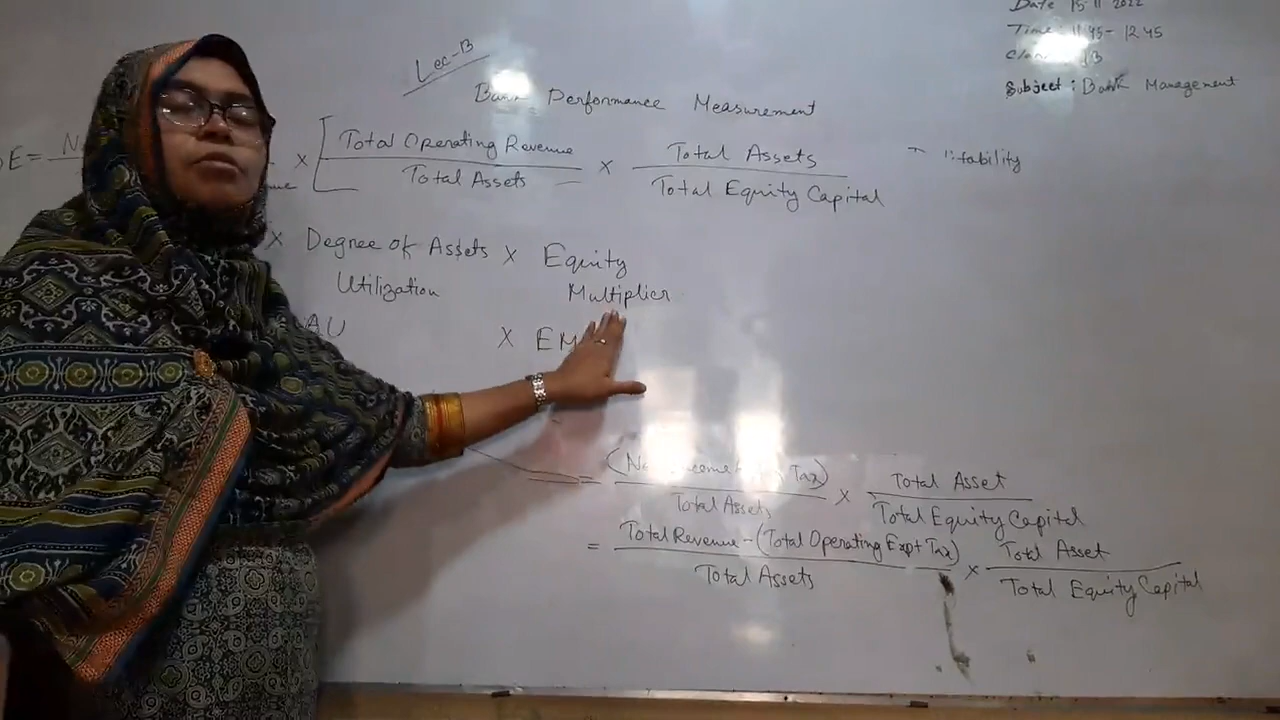 Lec-13
Date 15-11-2022
Time: 11.45 - 12.45
Subject: Bank Management
Bank Performance Measurement
E = × [ Total Operating Revenue / Total Assets × Total Assets / Total Equity Capital
× Degree of Assets Utilization × Equity Multiplier
AU × EM
= (Tax) / Total Assets × Total Asset / Total Equity Capital
= Total Revenue - (Total Operating Exp + Tax) / Total Assets × Total Asset / Total Equity Capital